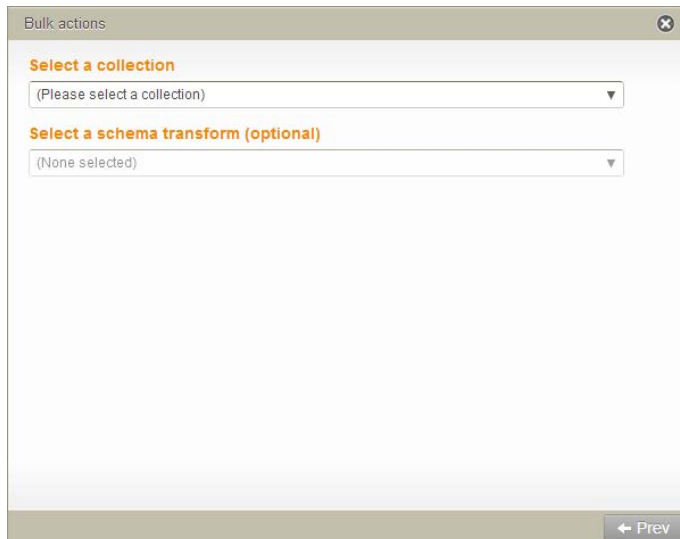 Bulk actions
Select a collection
(Please select a collection)
Select a schema transform (optional)
(None selected)
Prev